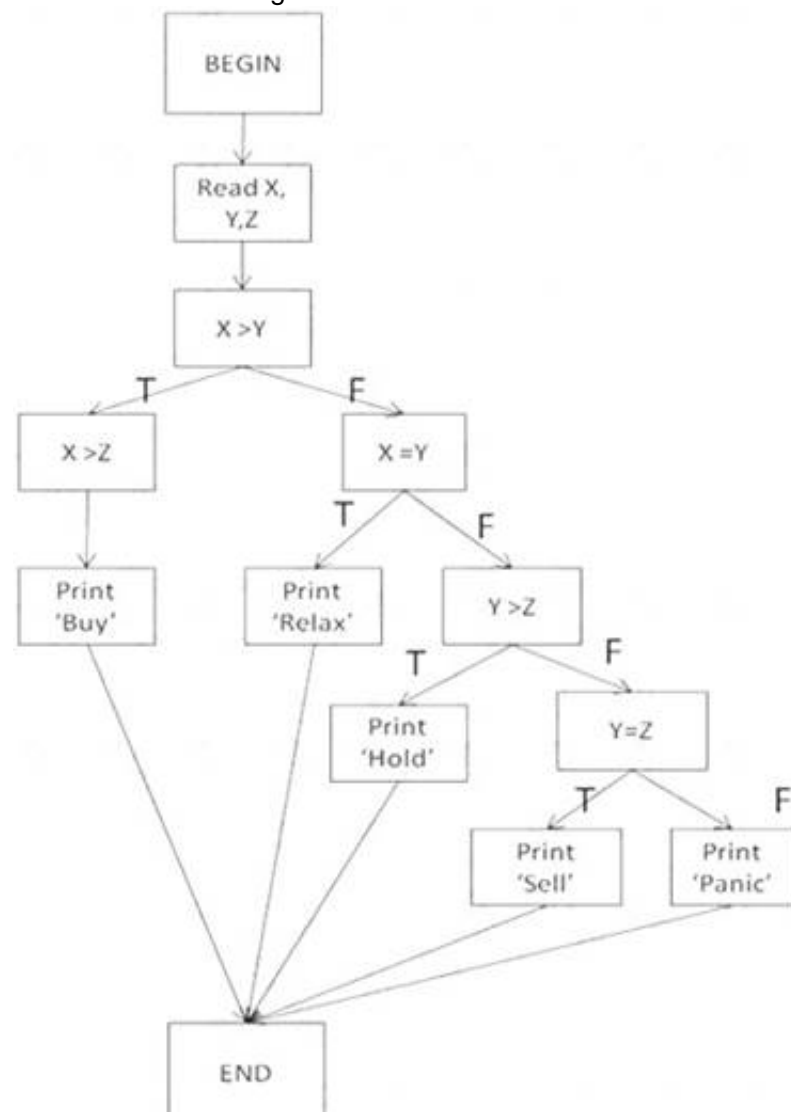 BEGIN
Read X,
Y,Z
X >Y
T
F
X >Z
X =Y
T
F
Print
'Buy'
Print
'Relax'
Y >Z
T
F
Print
'Hold'
Y=Z
T
F
Print
'Sell'
Print
'Panic'
END